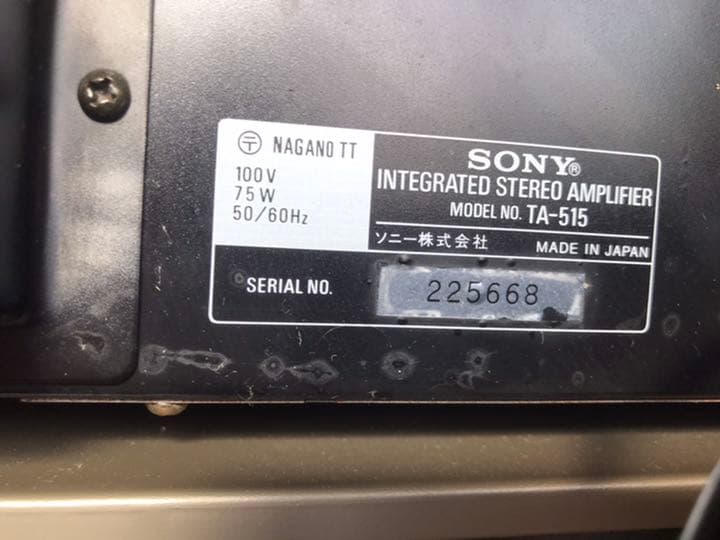 〒 NAGANO TT
100V
75W
50/60Hz
SONY®
INTEGRATED STEREO AMPLIFIER
MODEL NO. TA-515
ソニー株式会社 MADE IN JAPAN
SERIAL NO. 225668